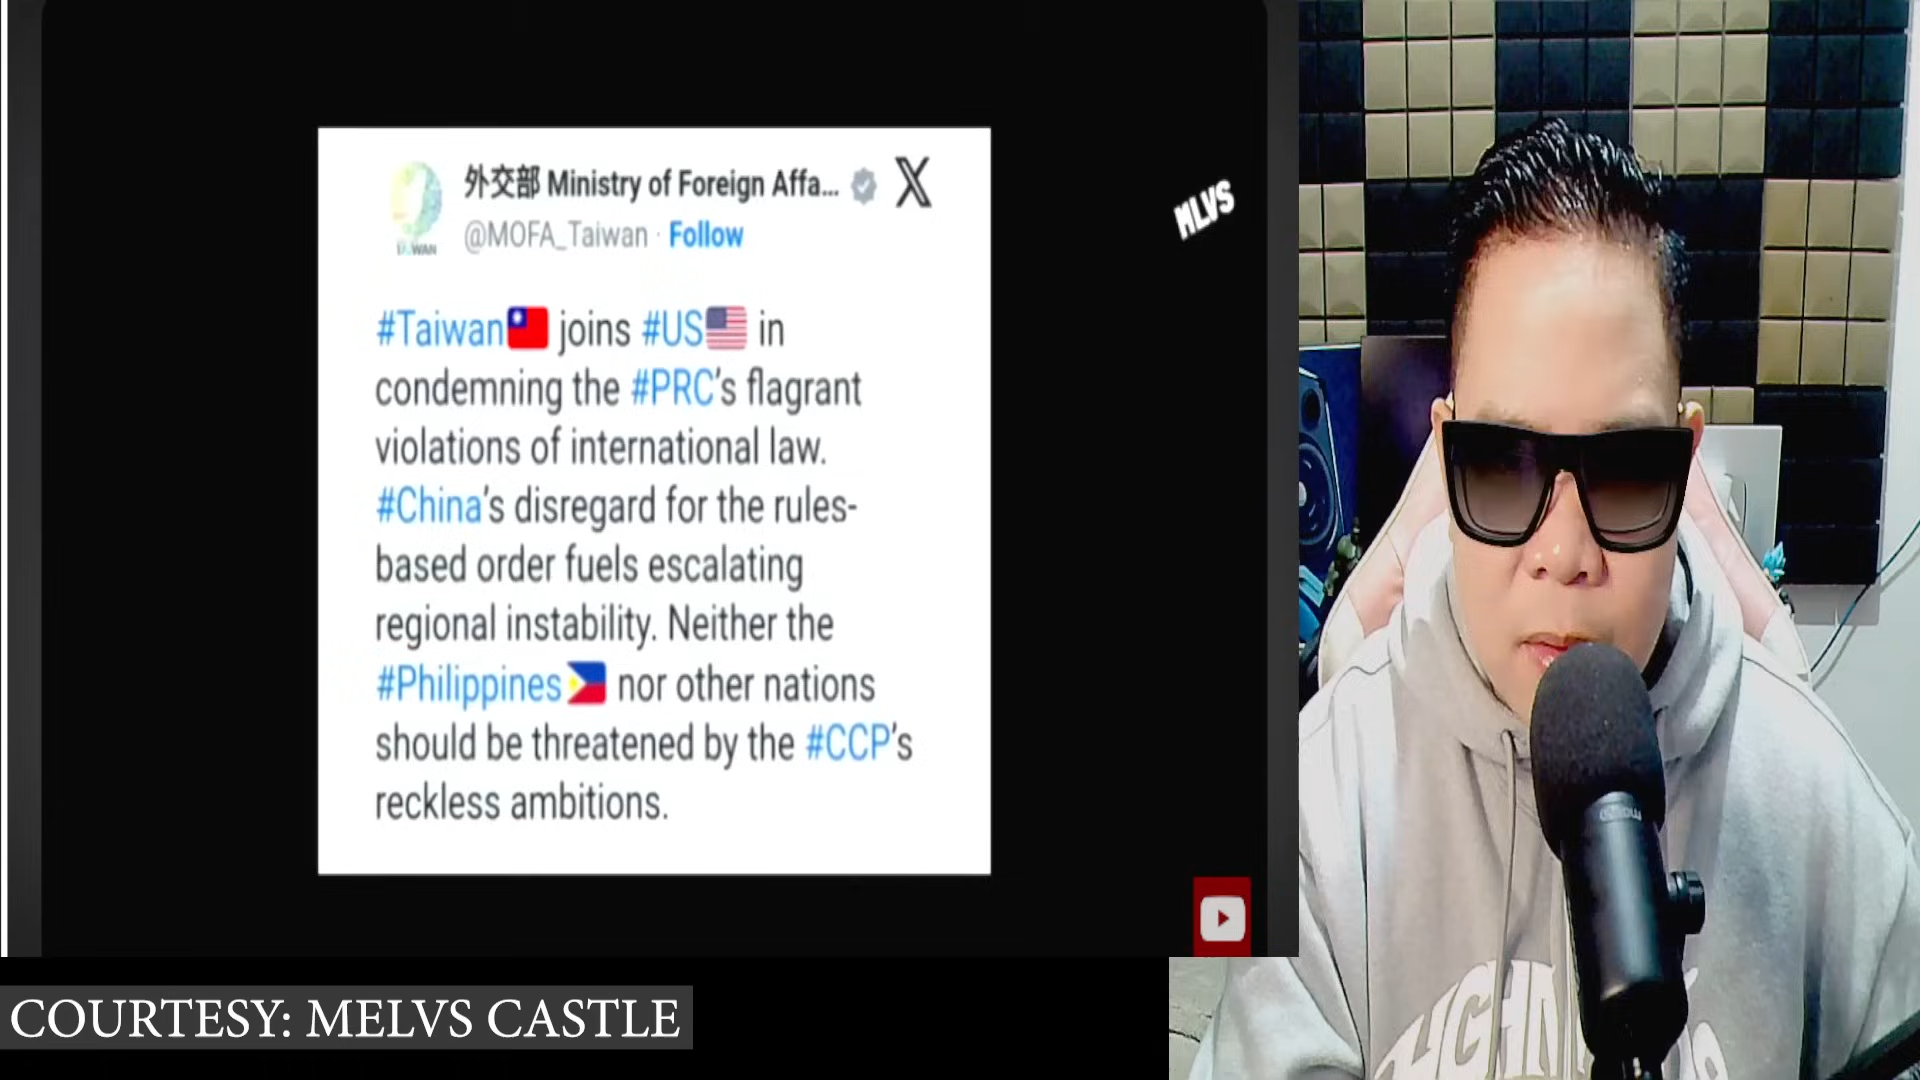 外交部 Ministry of Foreign Affa...
@MOFA_Taiwan · Follow
#Taiwan joins #US in
condemning the #PRC's flagrant
violations of international law.
#China's disregard for the rules-
based order fuels escalating
regional instability. Neither the
#Philippines nor other nations
should be threatened by the #CCP's
reckless ambitions.
TAIWAN
MLVS
COURTESY: MELVS CASTLE